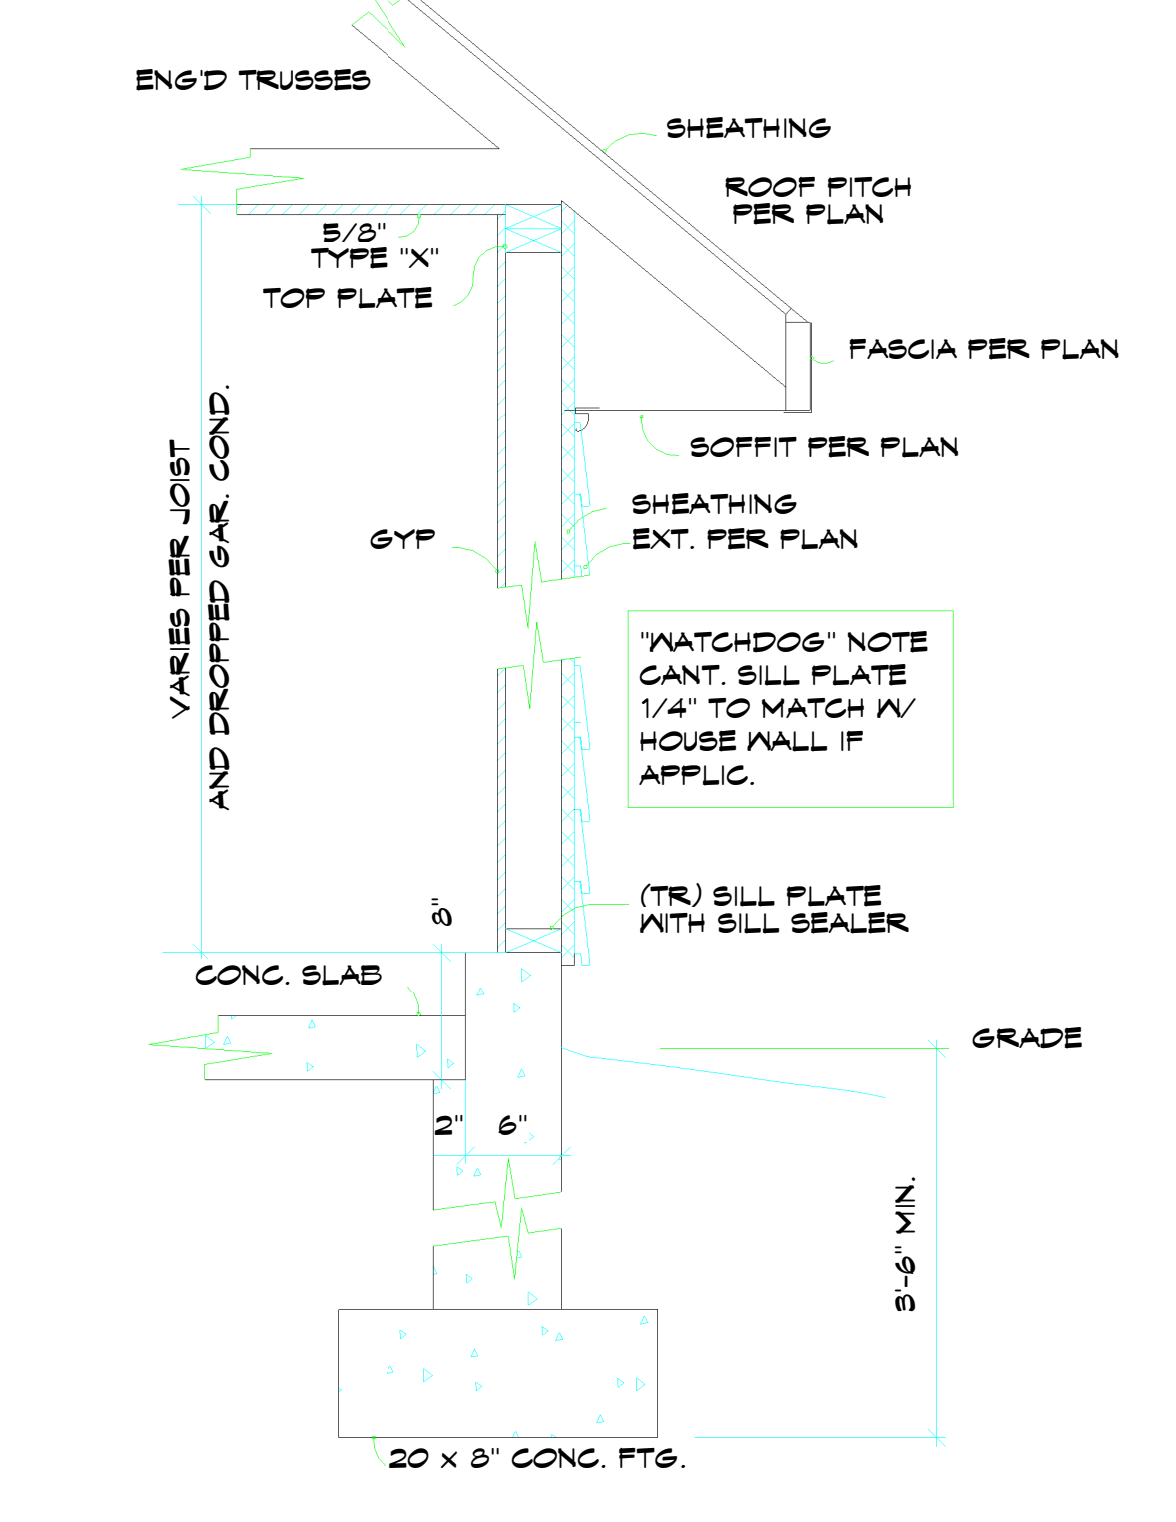 ENG'D TRUSSES
SHEATHING
ROOF PITCH
PER PLAN
5/8"
TYPE "X"
TOP PLATE
FASCIA PER PLAN
SOFFIT PER PLAN
SHEATHING
GYP
EXT. PER PLAN
VARIES PER JOIST
AND DROPPED GAR. COND.
"WATCHDOG" NOTE
CANT. SILL PLATE
1/4" TO MATCH W/
HOUSE WALL IF
APPLIC.
(TR) SILL PLATE
WITH SILL SEALER
8"
CONC. SLAB
GRADE
2" 6"
3'-6" MIN.
20 x 8" CONC. FTG.